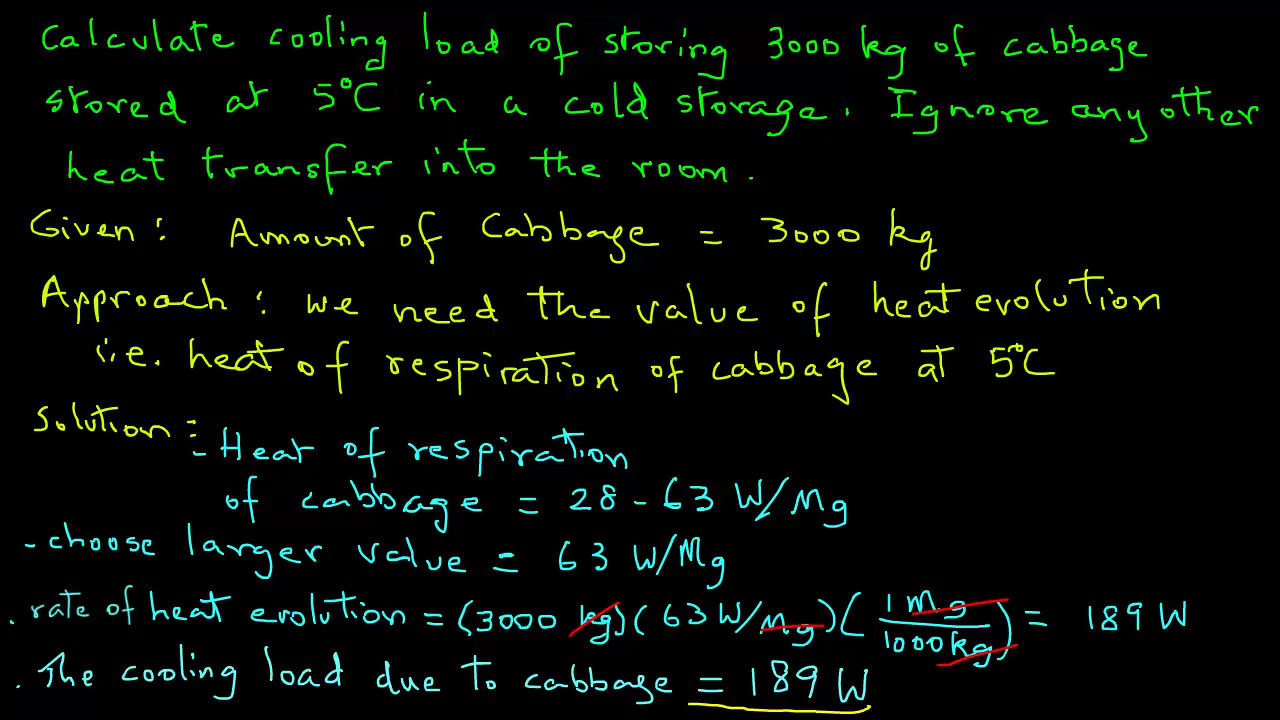 Calculate cooling load of storing 3000 kg of cabbage
stored at 5°C in a cold storage. Ignore any other
heat transfer into the room.
Given: Amount of Cabbage = 3000 kg
Approach: we need the value of heat evolution
i.e. heat of respiration of cabbage at 5°C
Solution:
- Heat of respiration
of cabbage = 28-63 W/Mg
- choose larger value = 63 W/Mg
. rate of heat evolution = (3000 kg)(63 W/Mg)(1 Mg/1000 kg) = 189 W
. The cooling load due to cabbage = 189 W